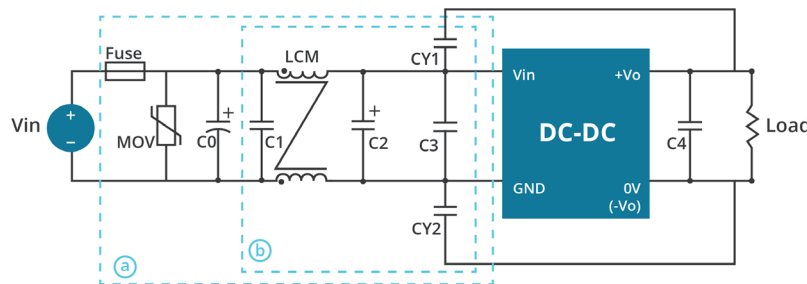 Fuse
LCM
CY1
Vin
+Vo
Vin
+
−
MOV
C0
+
C1
C2
+
C3
DC-DC
C4
Load
GND
0V
(-Vo)
CY2
a
b